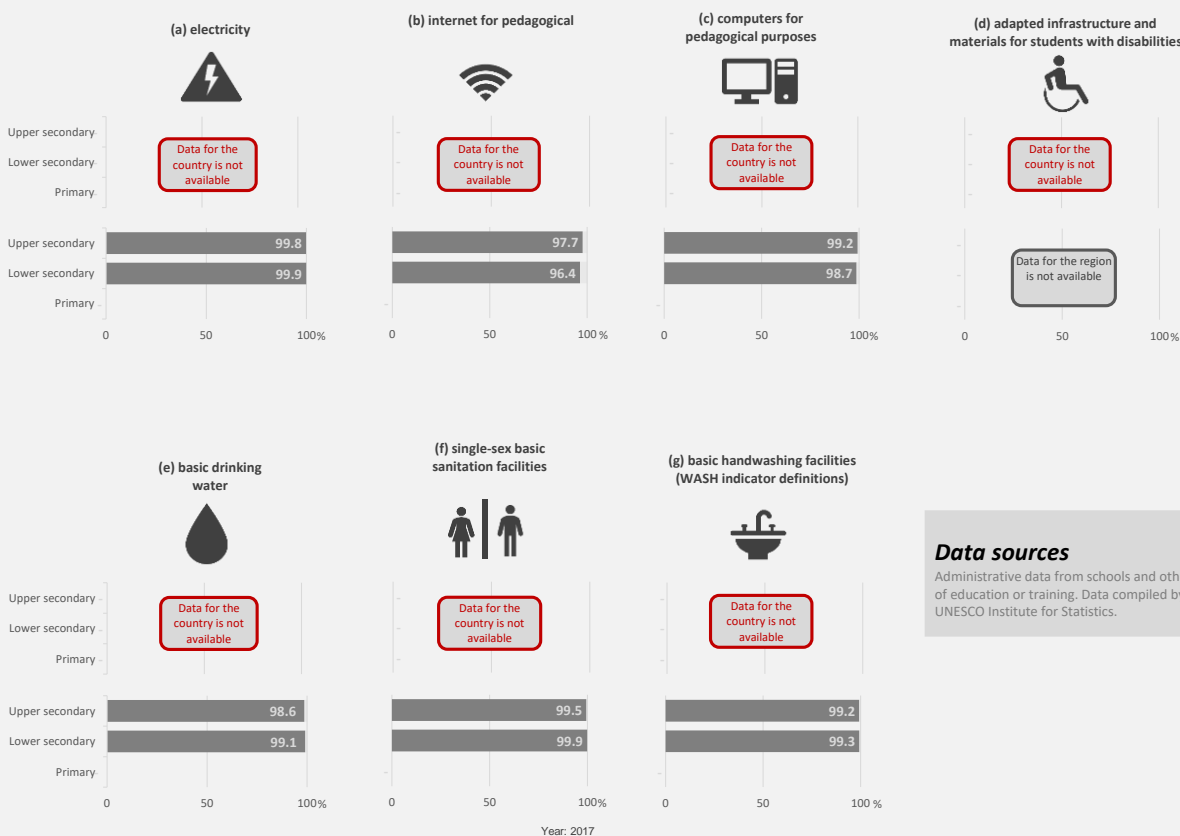 (a) electricity
(b) internet for pedagogical
(c) computers for
pedagogical purposes
(d) adapted infrastructure and
materials for students with disabilities
Upper secondary
Lower secondary
Primary
Data for the
country is not
available
Data for the
country is not
available
Data for the
country is not
available
Data for the
country is not
available
Upper secondary
Lower secondary
Primary
99.8
99.9
97.7
96.4
99.2
98.7
Data for the region
is not available
0 50 100%
0 50 100%
0 50 100%
0 50 100%
(e) basic drinking
water
(f) single-sex basic
sanitation facilities
(g) basic handwashing facilities
(WASH indicator definitions)
Upper secondary
Lower secondary
Primary
Data for the
country is not
available
Data for the
country is not
available
Data for the
country is not
available
Data sources
Administrative data from schools and oth
of education or training. Data compiled by
UNESCO Institute for Statistics.
Upper secondary
Lower secondary
Primary
98.6
99.1
99.5
99.9
99.2
99.3
0 50 100%
0 50 100%
0 50 100 %
Year: 2017